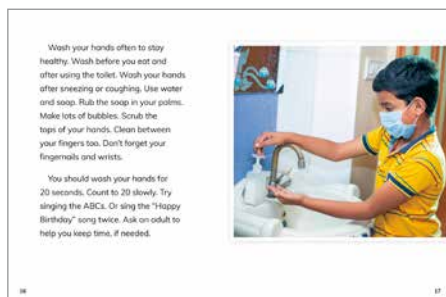 Wash your hands often to stay
healthy. Wash before you eat and
after using the toilet. Wash your hands
after sneezing or coughing. Use water
and soap. Rub the soap in your palms.
Make lots of bubbles. Scrub the
tops of your hands. Clean between
your fingers too. Don't forget your
fingernails and wrists.
You should wash your hands for
20 seconds. Count to 20 slowly. Try
singing the ABCs. Or sing the "Happy
Birthday" song twice. Ask an adult to
help you keep time, if needed.
16
17